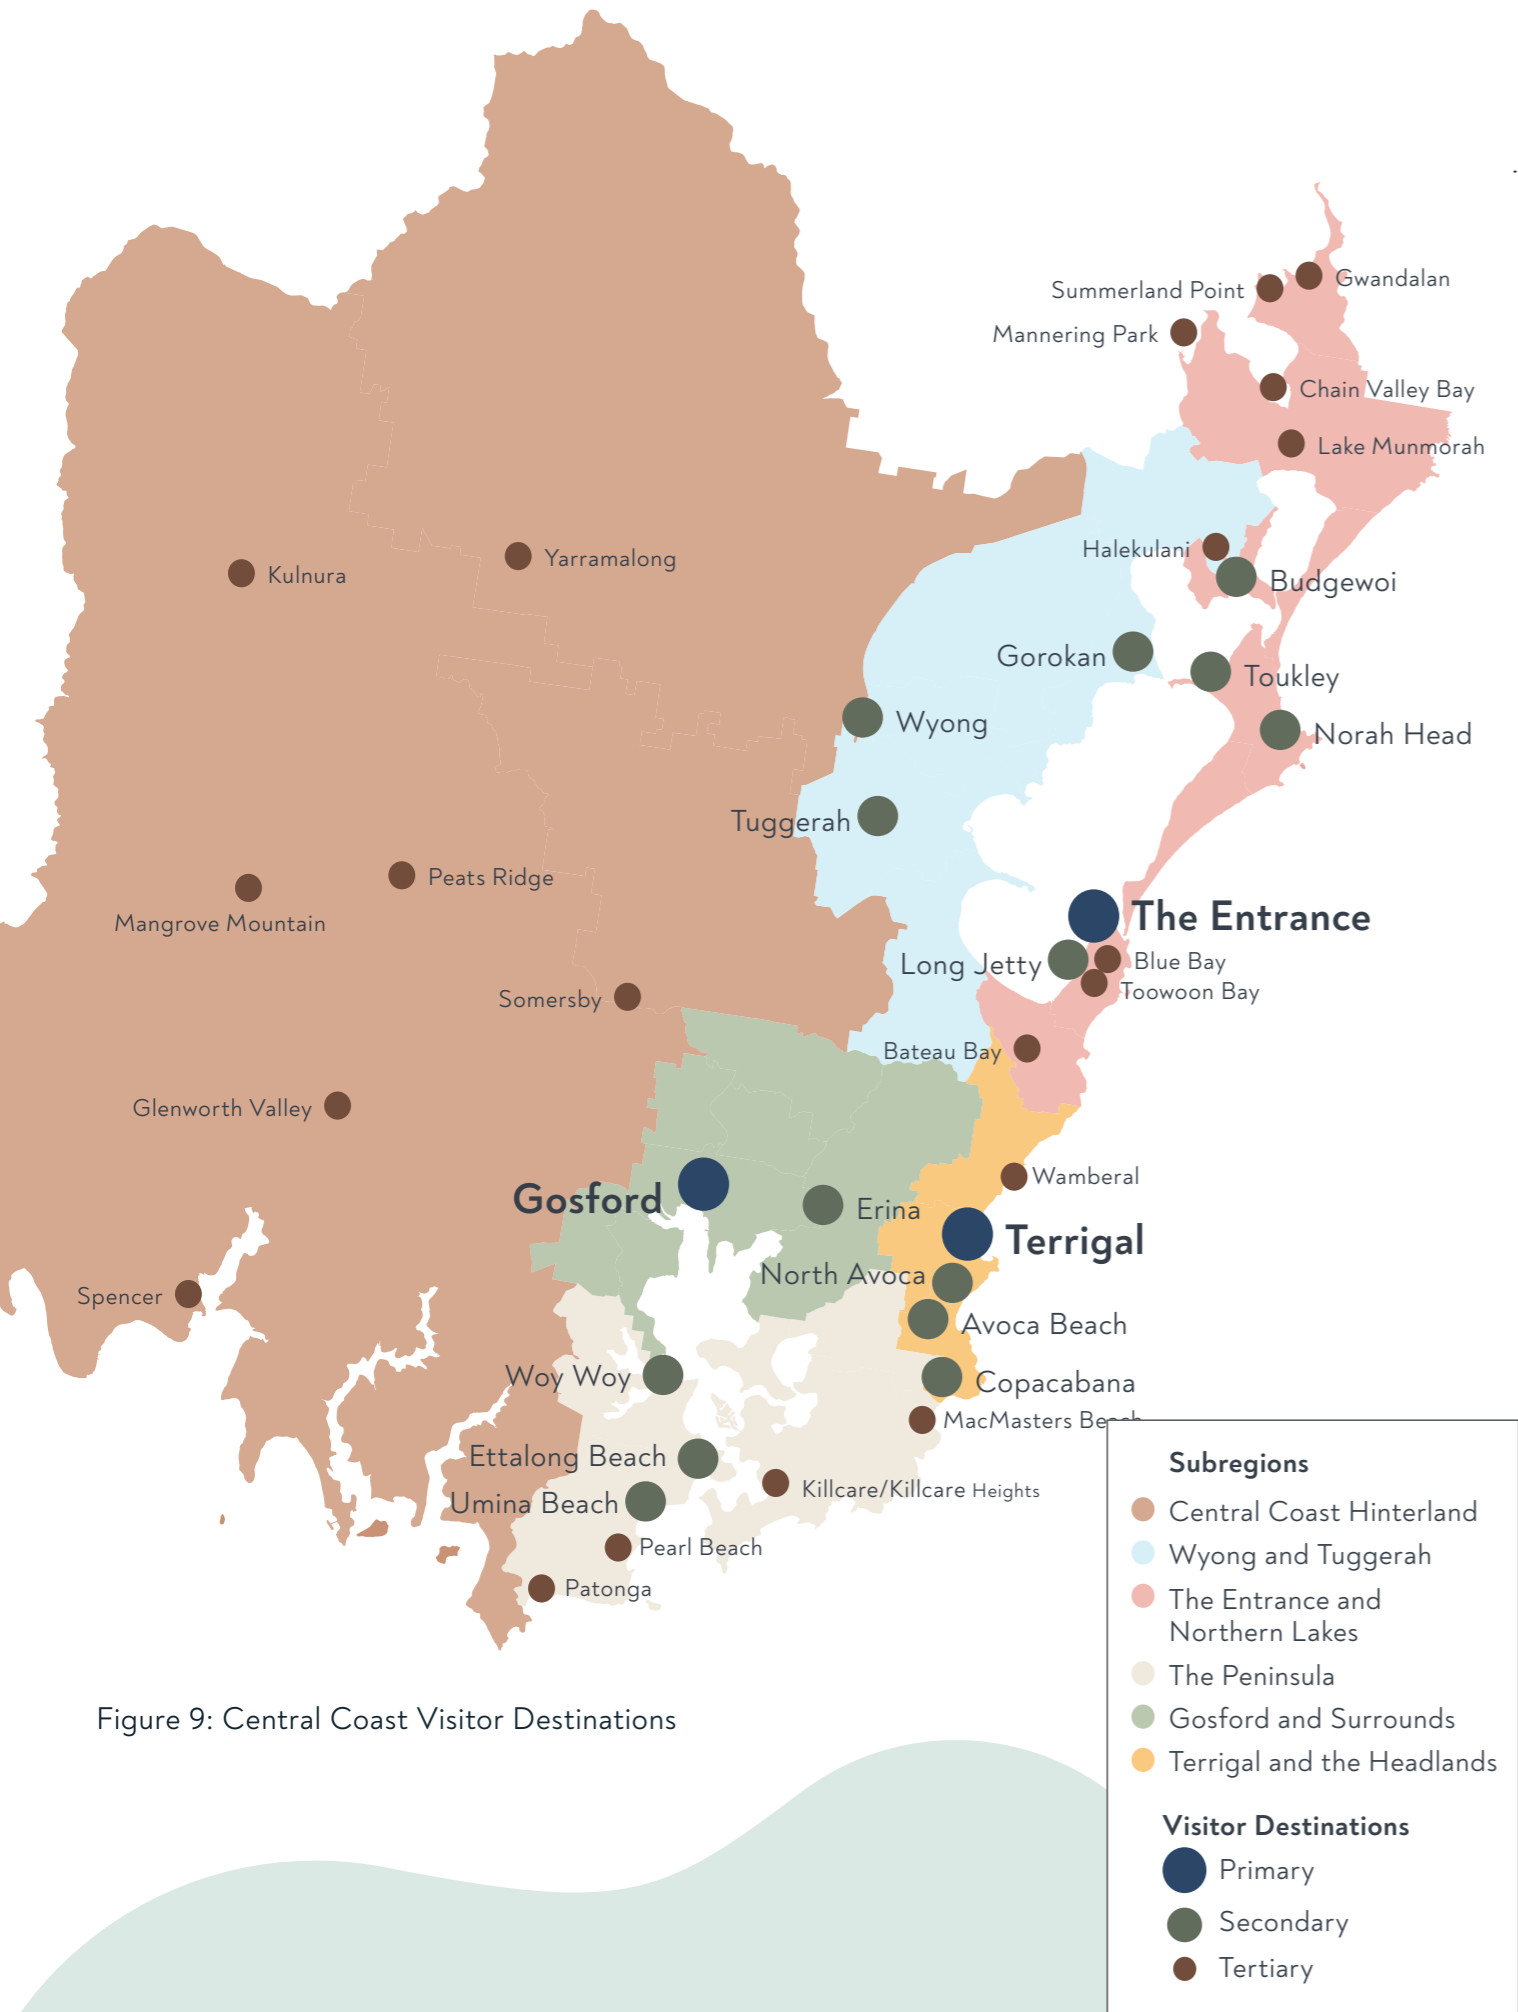 Gwandalan
Summerland Point
Mannering Park
Chain Valley Bay
Lake Munmorah
Halekulani
Yarramalong
Kulnura
Budgewoi
Gorokan
Toukley
Wyong
Norah Head
Tuggerah
Peats Ridge
The Entrance
Mangrove Mountain
Long Jetty
Blue Bay
Toowoon Bay
Somersby
Bateau Bay
Glenworth Valley
Wamberal
Gosford
Erina
Terrigal
North Avoca
Spencer
Avoca Beach
Woy Woy
Copacabana
MacMasters Beach
Ettalong Beach
Killcare/Killcare Heights
Umina Beach
Pearl Beach
Patonga
Subregions
Central Coast Hinterland
Wyong and Tuggerah
The Entrance and
Northern Lakes
The Peninsula
Gosford and Surrounds
Terrigal and the Headlands
Visitor Destinations
Primary
Secondary
Tertiary
Figure 9: Central Coast Visitor Destinations